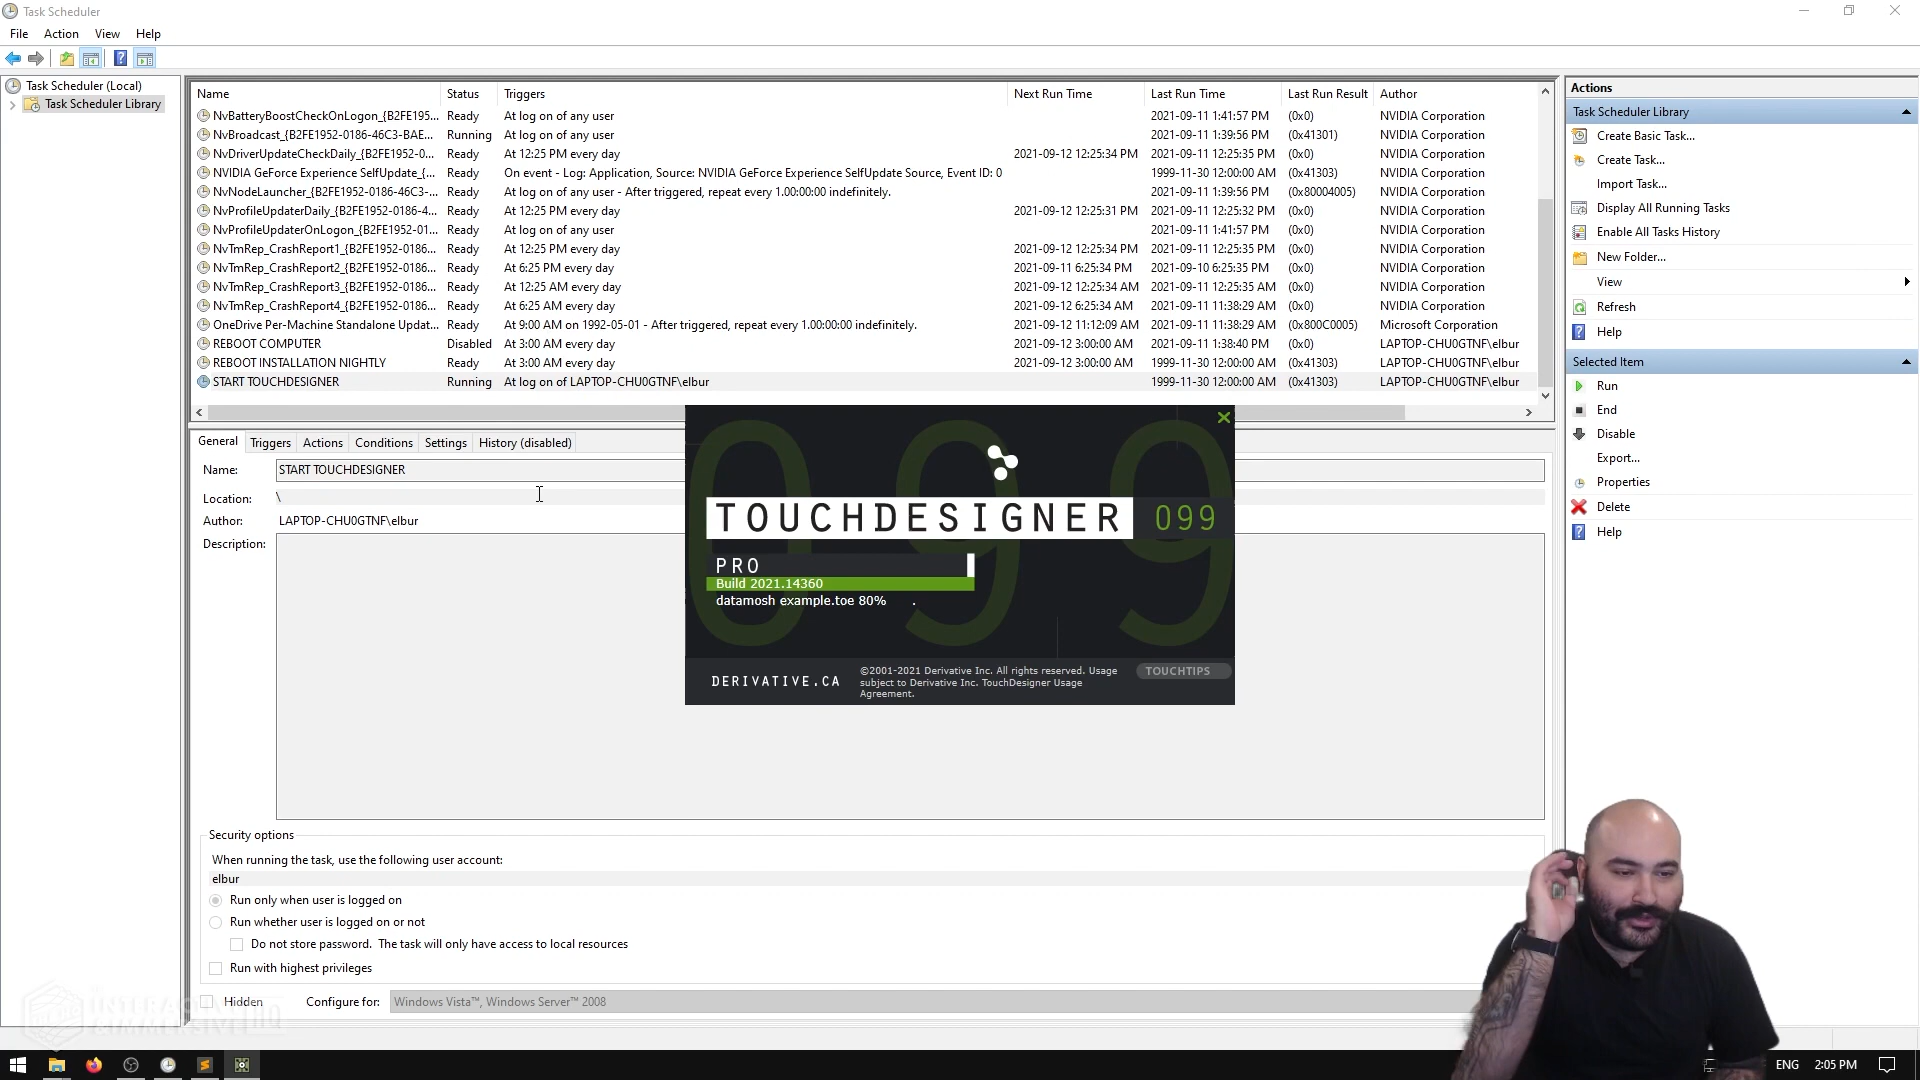 Task Scheduler
File Action View Help
Task Scheduler (Local)
Task Scheduler Library
Name Status Triggers Next Run Time Last Run Time Last Run Result Author
NvBatteryBoostCheckOnLogon_{B2FE195... Ready At log on of any user 2021-09-11 1:41:57 PM (0x0) NVIDIA Corporation
NvBroadcast_{B2FE1952-0186-46C3-BAE... Running At log on of any user 2021-09-11 1:39:56 PM (0x41301) NVIDIA Corporation
NvDriverUpdateCheckDaily_{B2FE1952-0... Ready At 12:25 PM every day 2021-09-12 12:25:34 PM 2021-09-11 12:25:35 PM (0x0) NVIDIA Corporation
NVIDIA GeForce Experience SelfUpdate_{... Ready On event - Log: Application, Source: NVIDIA GeForce Experience SelfUpdate Source, Event ID: 0 1999-11-30 12:00:00 AM (0x41303) NVIDIA Corporation
NvNodeLauncher_{B2FE1952-0186-46C3-... Ready At log on of any user - After triggered, repeat every 1.00:00:00 indefinitely. 2021-09-11 1:39:56 PM (0x80004005) NVIDIA Corporation
NvProfileUpdaterDaily_{B2FE1952-0186-4... Ready At 12:25 PM every day 2021-09-12 12:25:31 PM 2021-09-11 12:25:32 PM (0x0) NVIDIA Corporation
NvProfileUpdaterOnLogon_{B2FE1952-01... Ready At log on of any user 2021-09-11 1:41:57 PM (0x0) NVIDIA Corporation
NvTmRep_CrashReport1_{B2FE1952-0186... Ready At 12:25 PM every day 2021-09-12 12:25:34 PM 2021-09-11 12:25:35 PM (0x0) NVIDIA Corporation
NvTmRep_CrashReport2_{B2FE1952-0186... Ready At 6:25 PM every day 2021-09-11 6:25:34 PM 2021-09-10 6:25:35 PM (0x0) NVIDIA Corporation
NvTmRep_CrashReport3_{B2FE1952-0186... Ready At 12:25 AM every day 2021-09-12 12:25:34 AM 2021-09-11 12:25:35 AM (0x0) NVIDIA Corporation
NvTmRep_CrashReport4_{B2FE1952-0186... Ready At 6:25 AM every day 2021-09-12 6:25:34 AM 2021-09-11 11:38:29 AM (0x0) NVIDIA Corporation
OneDrive Per-Machine Standalone Updat... Ready At 9:00 AM on 1992-05-01 - After triggered, repeat every 1.00:00:00 indefinitely. 2021-09-12 11:12:09 AM 2021-09-11 11:38:29 AM (0x800C0005) Microsoft Corporation
REBOOT COMPUTER Disabled At 3:00 AM every day 2021-09-12 3:00:00 AM 2021-09-11 1:38:40 PM (0x0) LAPTOP-CHU0GTNF\elbur
REBOOT INSTALLATION NIGHTLY Ready At 3:00 AM every day 2021-09-12 3:00:00 AM 1999-11-30 12:00:00 AM (0x41303) LAPTOP-CHU0GTNF\elbur
START TOUCHDESIGNER Running At log on of LAPTOP-CHU0GTNF\elbur 1999-11-30 12:00:00 AM (0x41303) LAPTOP-CHU0GTNF\elbur
General Triggers Actions Conditions Settings History (disabled)
Name: START TOUCHDESIGNER
Location: \
Author: LAPTOP-CHU0GTNF\elbur
Description:
Security options
When running the task, use the following user account:
elbur
Run only when user is logged on
Run whether user is logged on or not
Do not store password. The task will only have access to local resources
Run with highest privileges
Hidden Configure for: Windows Vista™, Windows Server™ 2008
099
TOUCHDESIGNER 099
PRO
Build 2021.14360
datamosh example.toe 80% .
DERIVATIVE.CA
©2001-2021 Derivative Inc. All rights reserved. Usage
subject to Derivative Inc. TouchDesigner Usage
Agreement.
TOUCHTIPS
Actions
Task Scheduler Library
Create Basic Task...
Create Task...
Import Task...
Display All Running Tasks
Enable All Tasks History
New Folder...
View
Refresh
Help
Selected Item
Run
End
Disable
Export...
Properties
Delete
Help
ENG 2:05 PM